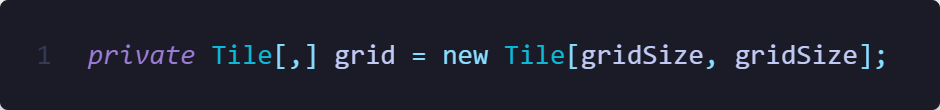 1 private Tile[,] grid = new Tile[gridSize, gridSize];